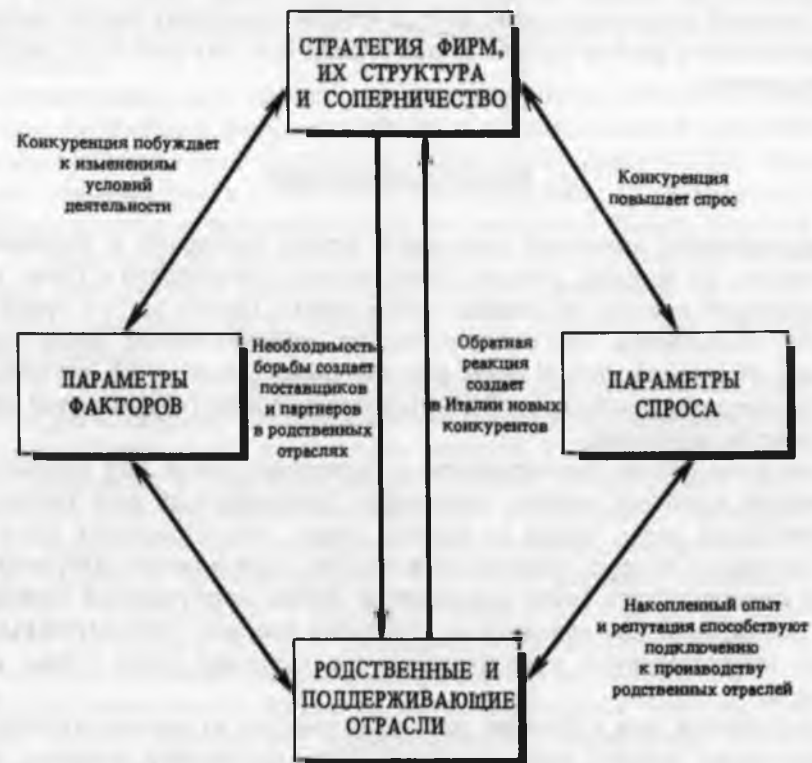 СТРАТЕГИЯ ФИРМ,
ИХ СТРУКТУРА
И СОПЕРНИЧЕСТВО
Конкуренция побуждает
к изменениям
условий
деятельности
Конкуренция
повышает спрос
ПАРАМЕТРЫ
ФАКТОРОВ
Необходимость
борьбы создает
поставщиков
и партнеров
в родственных
отраслях
Обратная
реакция
создает
в Италии новых
конкурентов
ПАРАМЕТРЫ
СПРОСА
Накопленный опыт
и репутация способствуют
подключению
к производству
родственных отраслей
РОДСТВЕННЫЕ И
ПОДДЕРЖИВАЮЩИЕ
ОТРАСЛИ